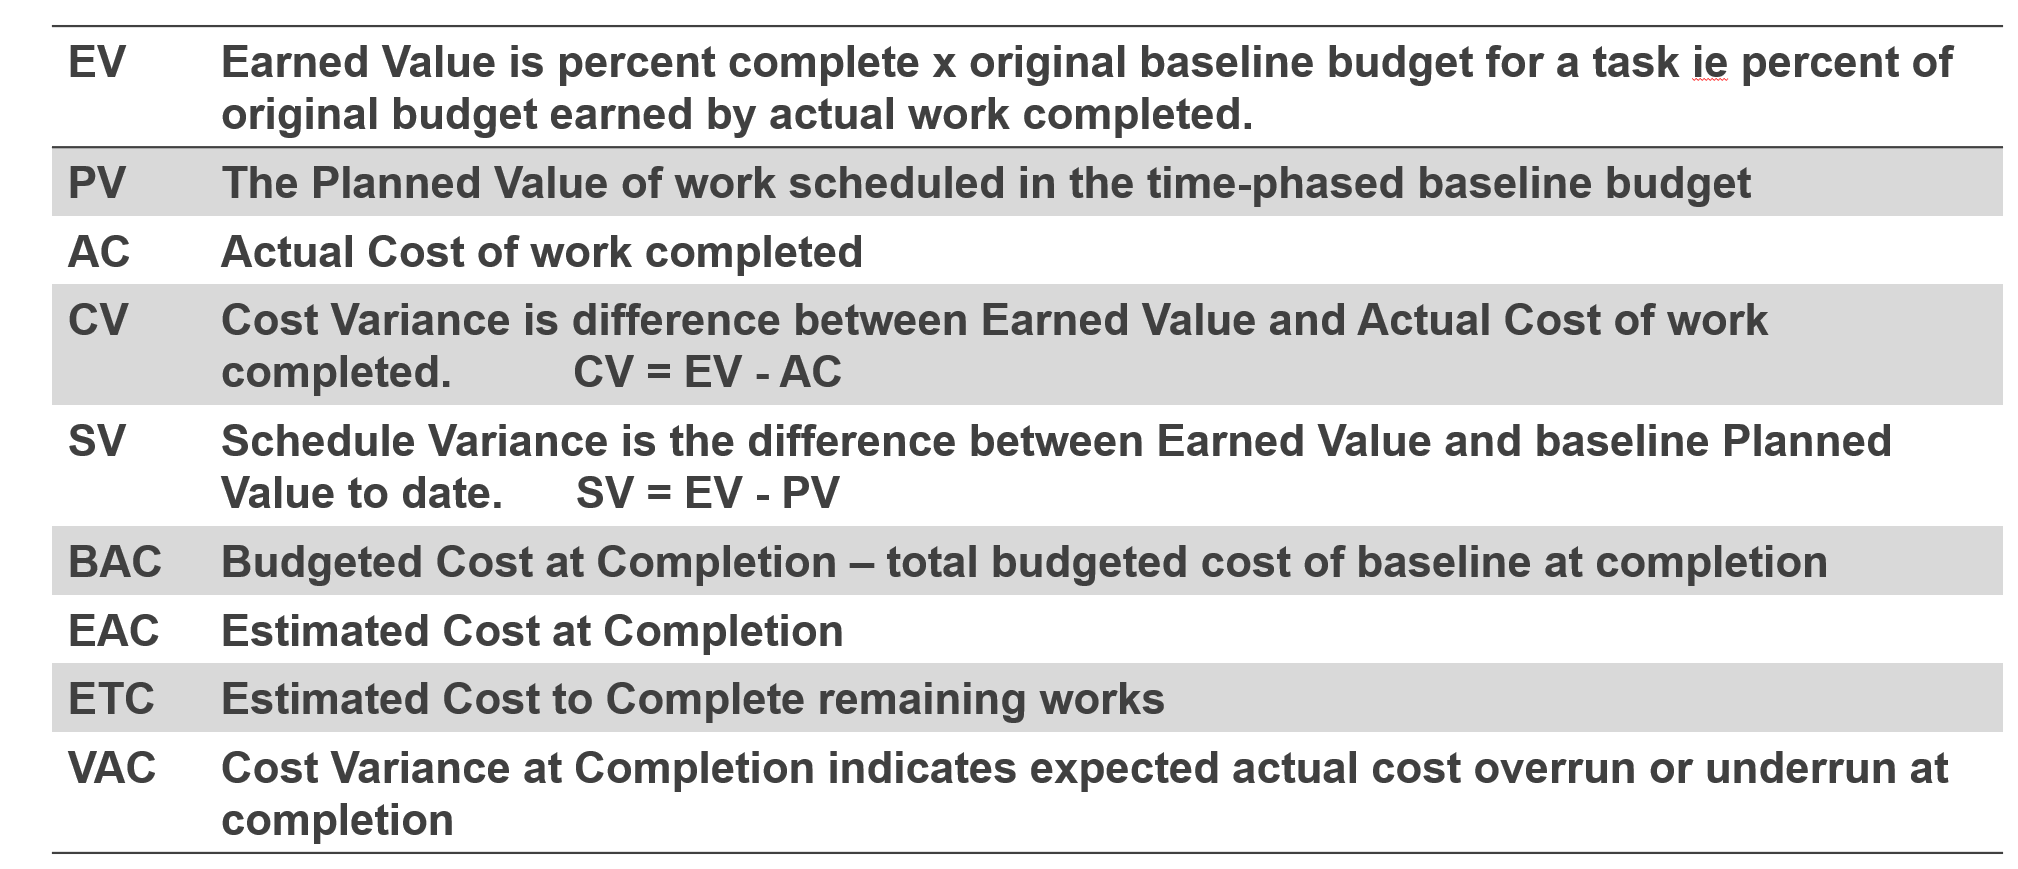 EV Earned Value is percent complete x original baseline budget for a task ie percent of
original budget earned by actual work completed.
PV The Planned Value of work scheduled in the time-phased baseline budget
AC Actual Cost of work completed
CV Cost Variance is difference between Earned Value and Actual Cost of work
completed. CV = EV - AC
SV Schedule Variance is the difference between Earned Value and baseline Planned
Value to date. SV = EV - PV
BAC Budgeted Cost at Completion – total budgeted cost of baseline at completion
EAC Estimated Cost at Completion
ETC Estimated Cost to Complete remaining works
VAC Cost Variance at Completion indicates expected actual cost overrun or underrun at
completion